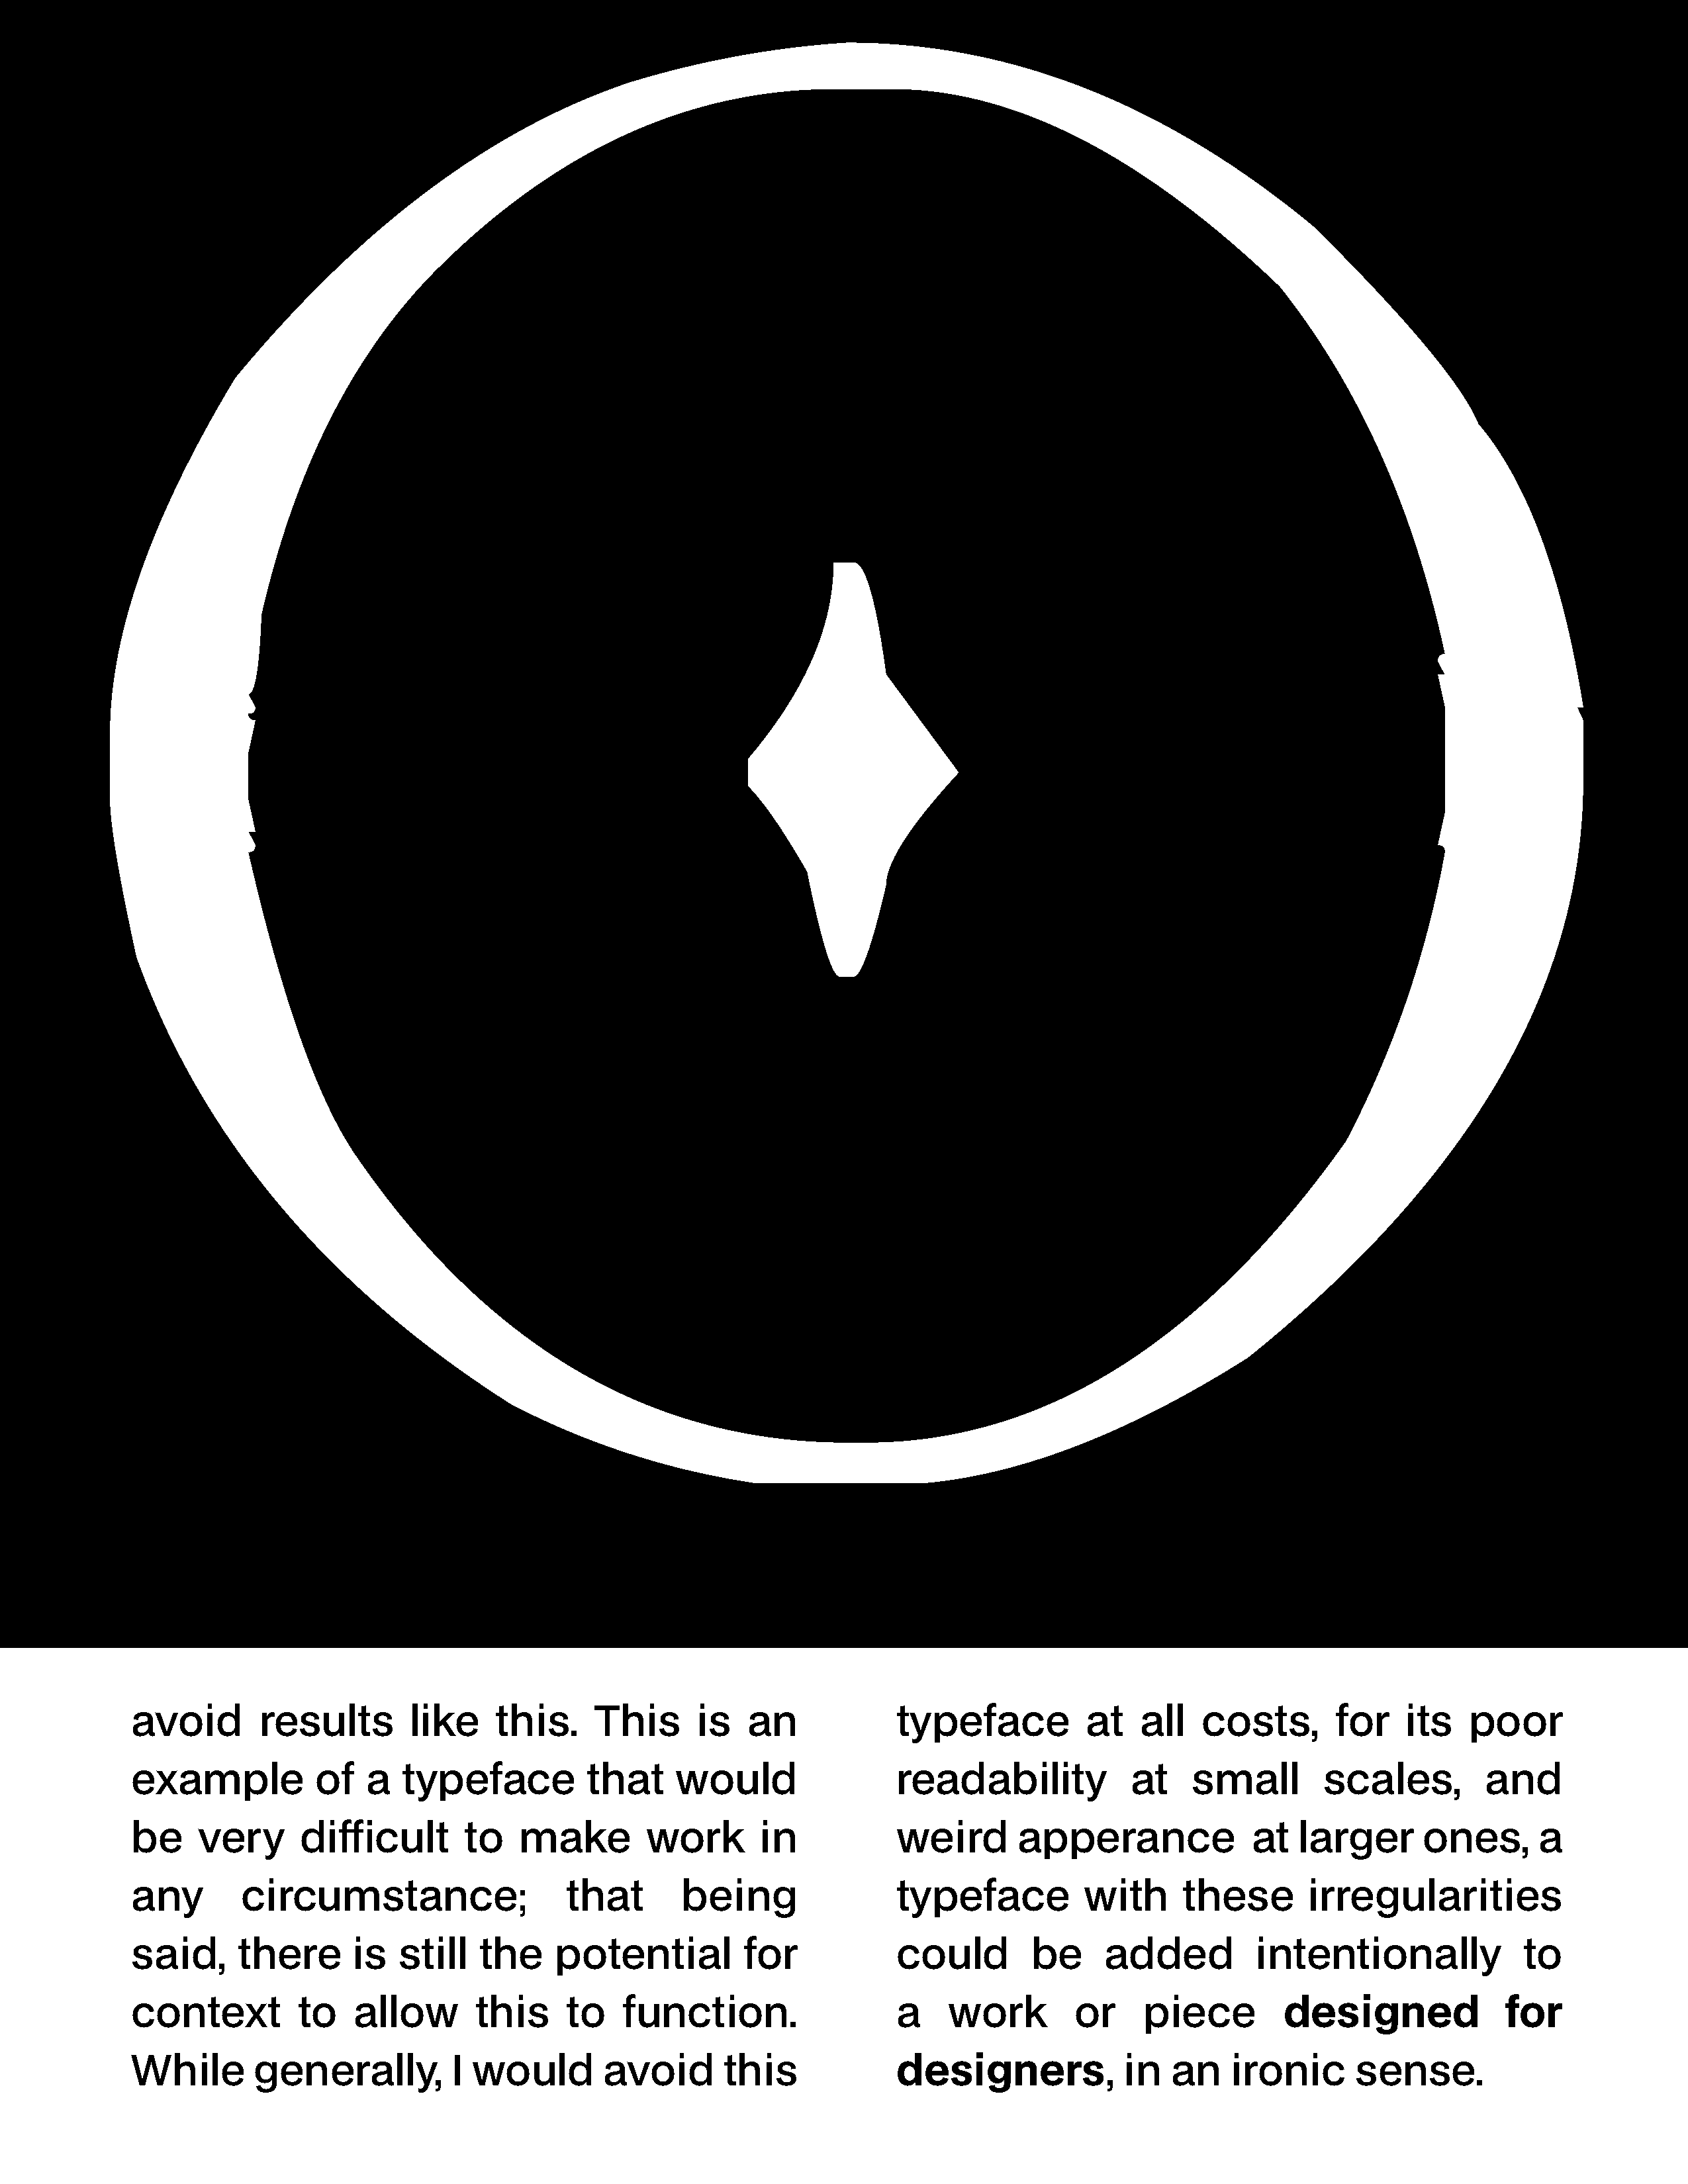 avoid results like this. This is an
example of a typeface that would
be very difficult to make work in
any circumstance; that being
said, there is still the potential for
context to allow this to function.
While generally, I would avoid this
typeface at all costs, for its poor
readability at small scales, and
weird apperance at larger ones, a
typeface with these irregularities
could be added intentionally to
a work or piece designed for
designers, in an ironic sense.